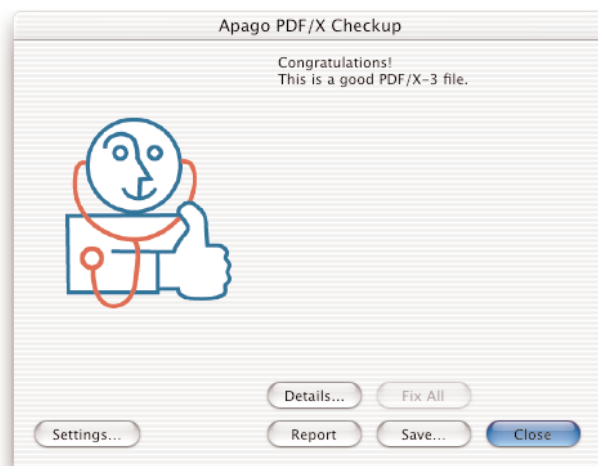 Apago PDF/X Checkup
Congratulations!
This is a good PDF/X-3 file.
Details...
Fix All
Settings...
Report
Save...
Close